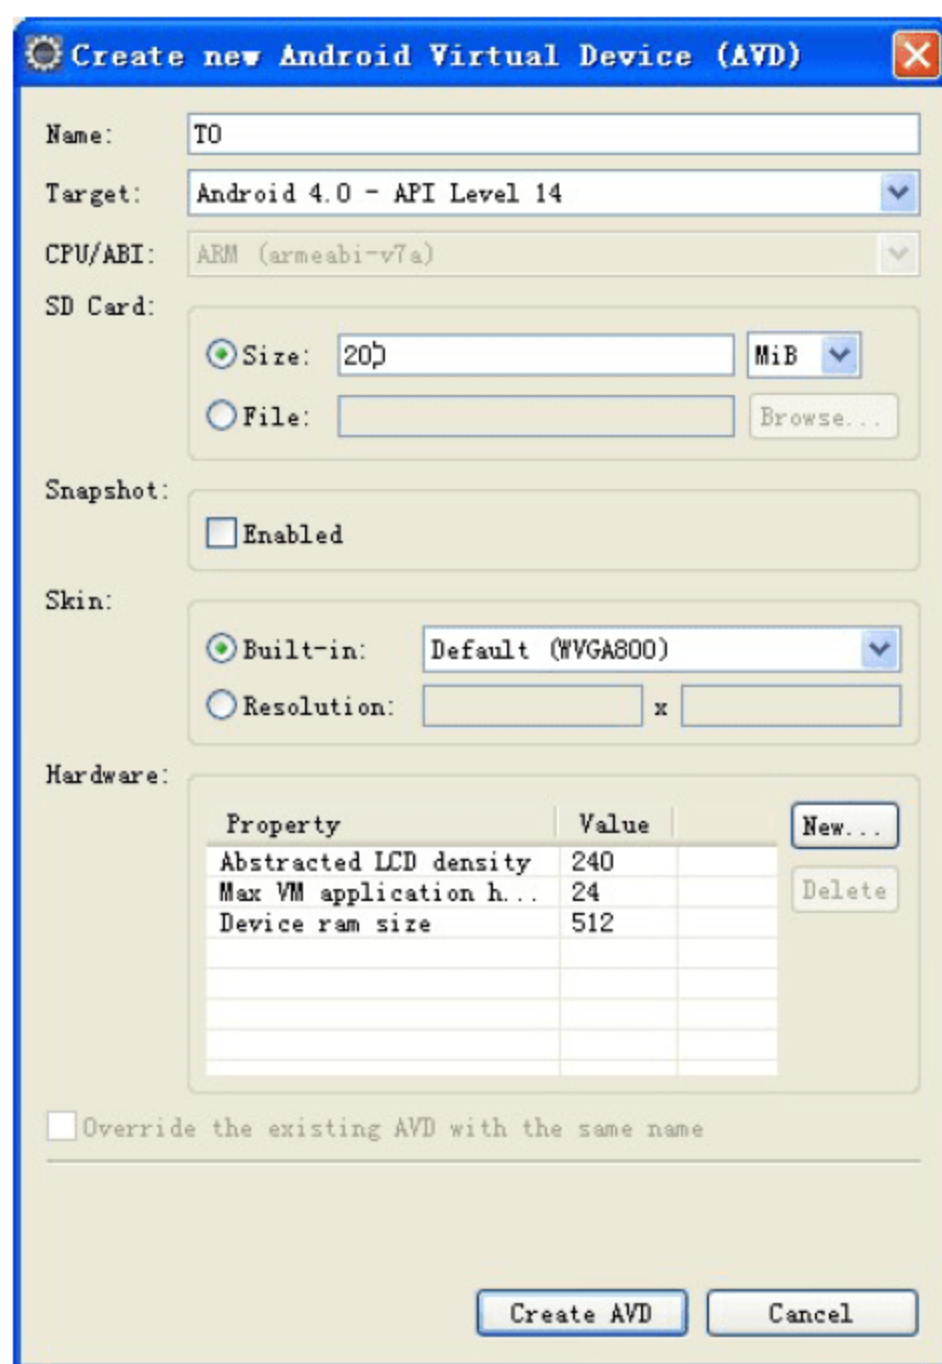 Create new Android Virtual Device (AVD)
Name: TO
Target: Android 4.0 - API Level 14
CPU/ABI: ARM (armeabi-v7a)
SD Card:
Size: 200 MiB
File: Browse...
Snapshot:
Enabled
Skin:
Built-in: Default (WVGA800)
Resolution: x
Hardware:
Property Value New...
Abstracted LCD density 240
Max VM application h... 24 Delete
Device ram size 512
Override the existing AVD with the same name
Create AVD Cancel